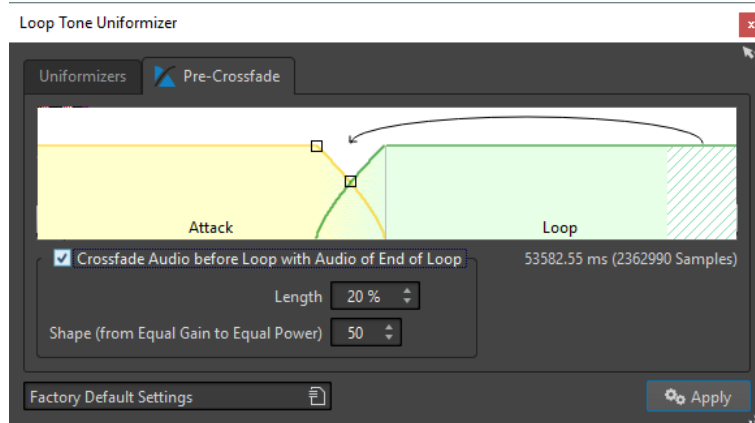 Loop Tone Uniformizer
Uniformizers
Pre-Crossfade
Attack
Loop
Crossfade Audio before Loop with Audio of End of Loop
53582.55 ms (2362990 Samples)
Length
20 %
Shape (from Equal Gain to Equal Power)
50
Factory Default Settings
Apply